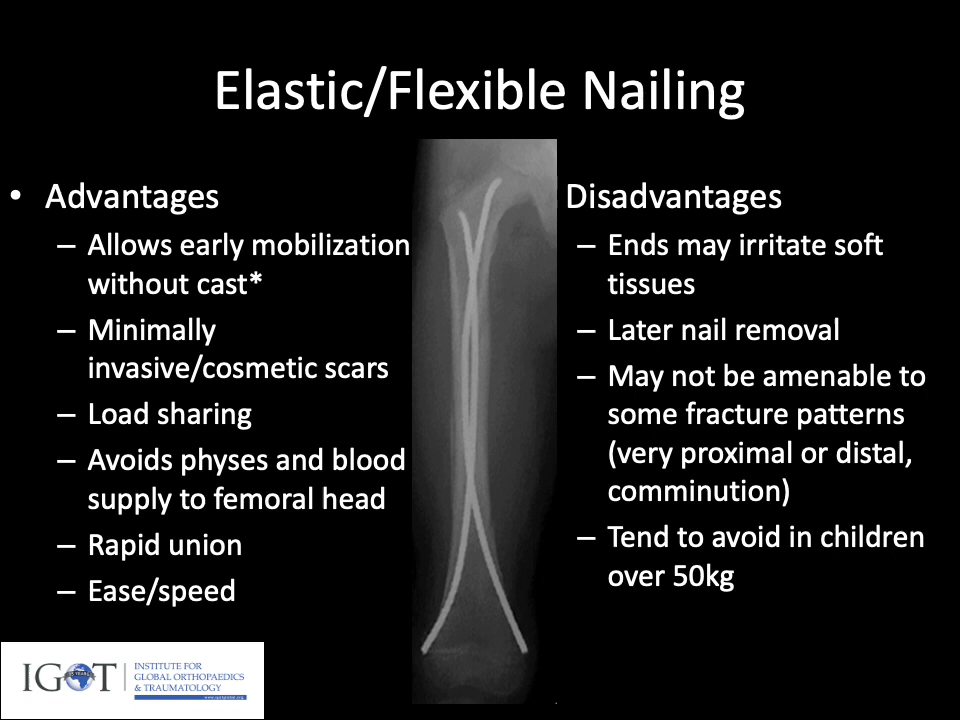 Elastic/Flexible Nailing
• Advantages
– Allows early mobilization
without cast*
– Minimally
invasive/cosmetic scars
– Load sharing
– Avoids physes and blood
supply to femoral head
– Rapid union
– Ease/speed
Disadvantages
– Ends may irritate soft
tissues
– Later nail removal
– May not be amenable to
some fracture patterns
(very proximal or distal,
comminution)
– Tend to avoid in children
over 50kg
IGOT
INSTITUTE FOR
GLOBAL ORTHOPAEDICS
& TRAUMATOLOGY